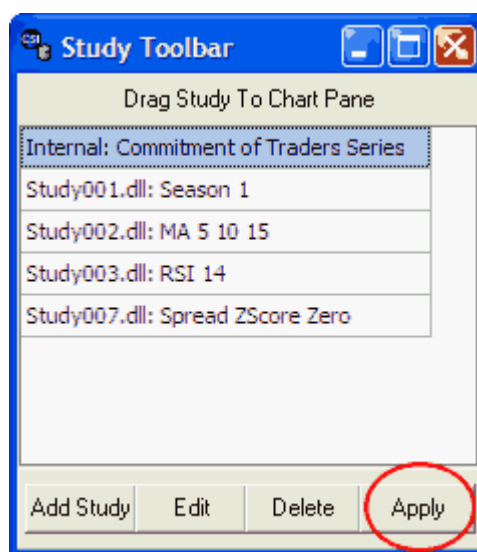 CSI
Study Toolbar
Drag Study To Chart Pane
Internal: Commitment of Traders Series
Study001.dll: Season 1
Study002.dll: MA 5 10 15
Study003.dll: RSI 14
Study007.dll: Spread ZScore Zero
Add Study Edit Delete Apply